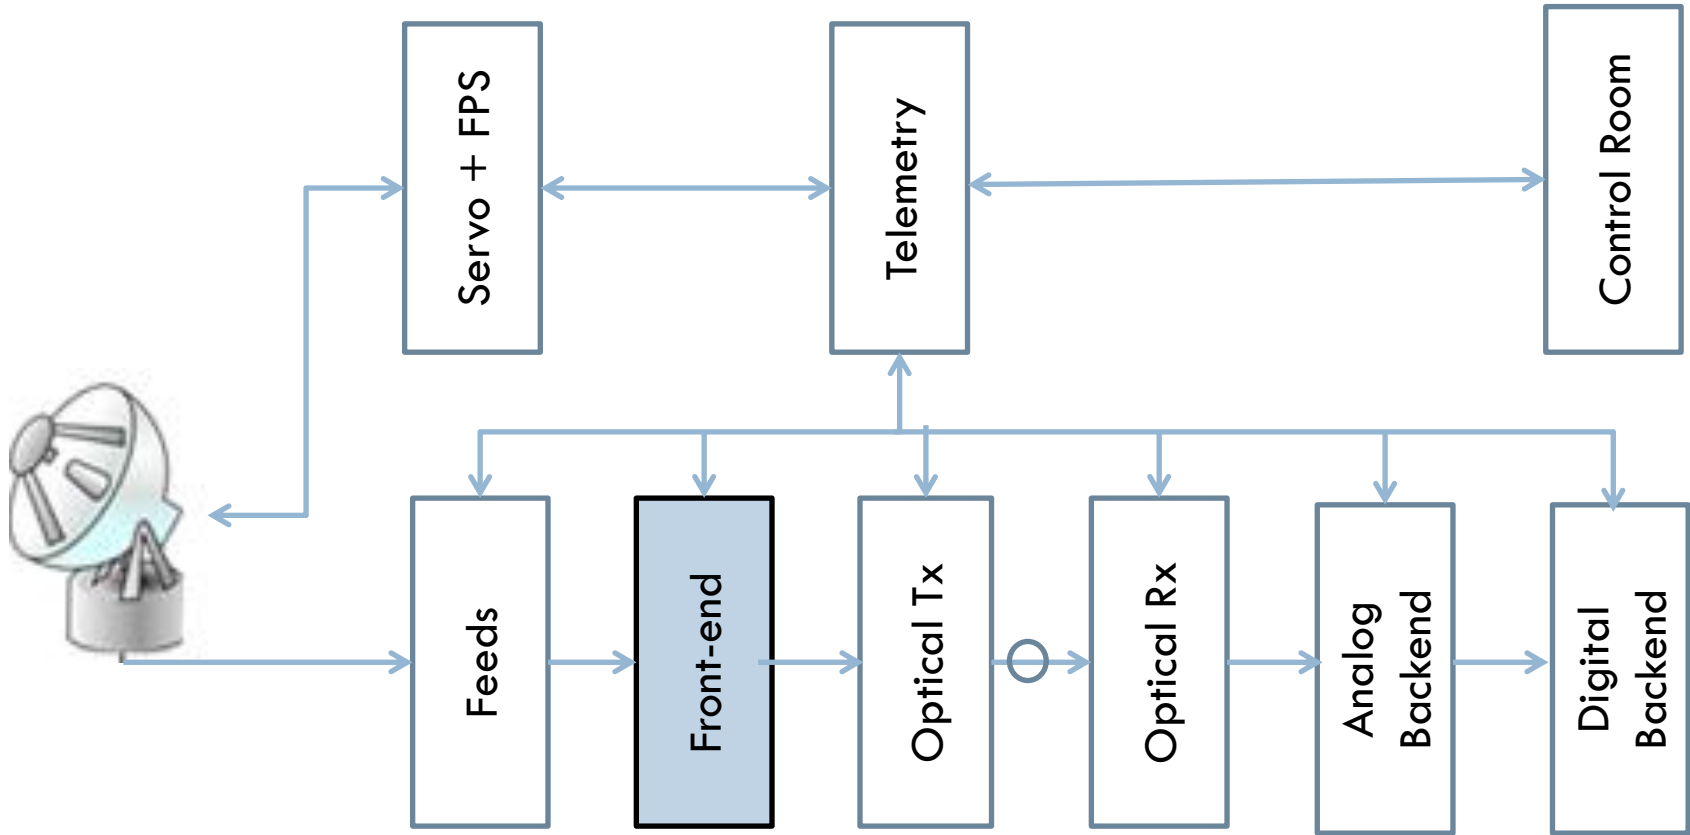 Servo + FPS
Telemetry
Control Room
Feeds
Front-end
Optical Tx
Optical Rx
Analog
Backend
Digital
Backend